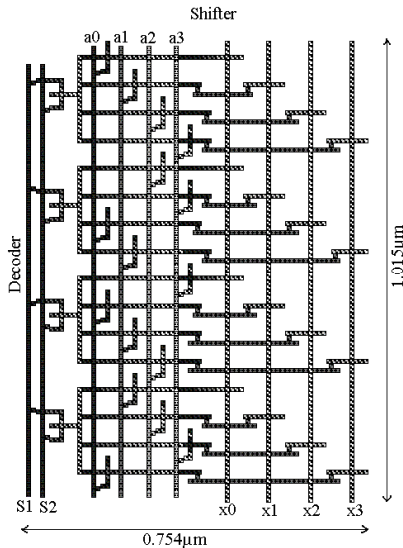 Shifter
a0 a1 a2 a3
Decoder
1.015µm
S1 S2
x0 x1 x2 x3
0.754µm